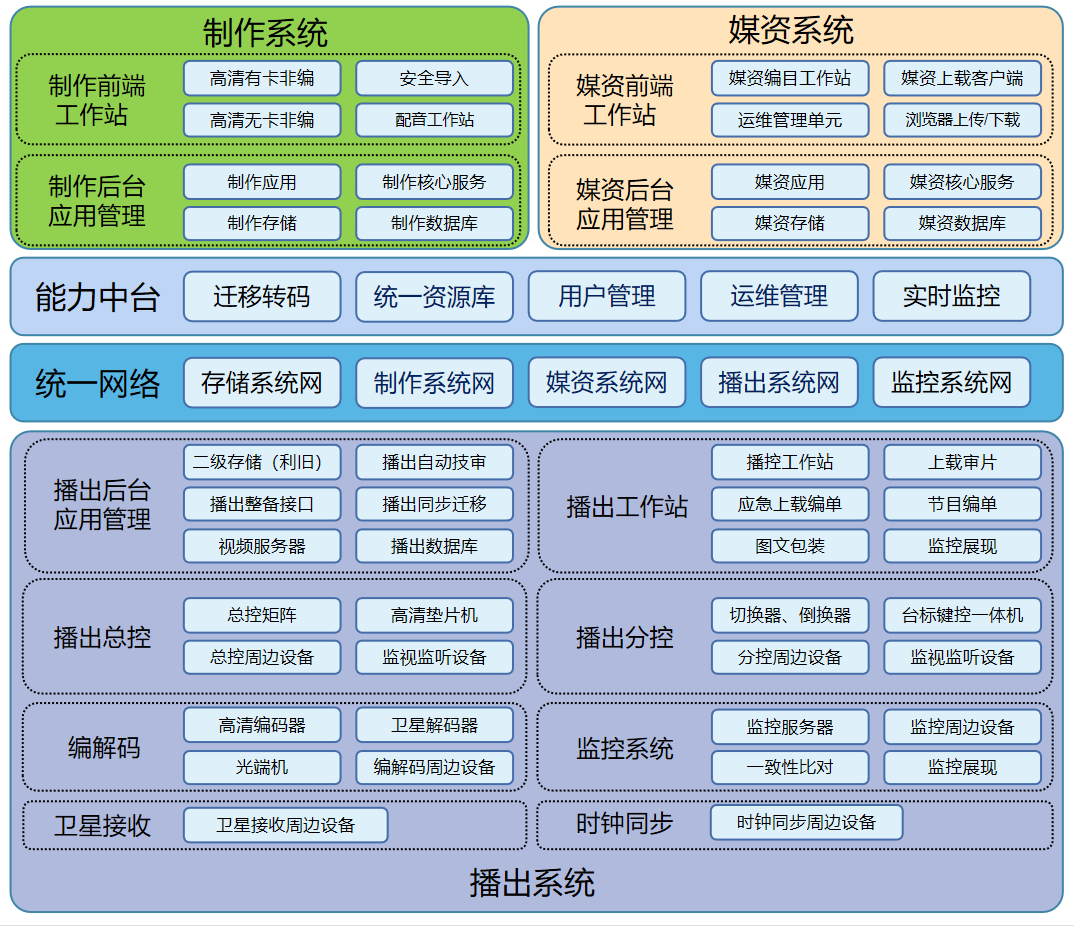 制作系统
制作前端
工作站
高清有卡非编
安全导入
高清无卡非编
配音工作站
制作后台
应用管理
制作应用
制作核心服务
制作存储
制作数据库
媒资系统
媒资前端
工作站
媒资编目工作站
媒资上载客户端
运维管理单元
浏览器上传/下载
媒资后台
应用管理
媒资应用
媒资核心服务
媒资存储
媒资数据库
能力中台
迁移转码
统一资源库
用户管理
运维管理
实时监控
统一网络
存储系统网
制作系统网
媒资系统网
播出系统网
监控系统网
播出后台
应用管理
二级存储（利旧）
播出自动技审
播出整备接口
播出同步迁移
视频服务器
播出数据库
播出工作站
播控工作站
上载审片
应急上载编单
节目编单
图文包装
监控展现
播出总控
总控矩阵
高清垫片机
总控周边设备
监视监听设备
播出分控
切换器、倒换器
台标键控一体机
分控周边设备
监视监听设备
编解码
高清编码器
卫星解码器
光端机
编解码周边设备
监控系统
监控服务器
监控周边设备
一致性比对
监控展现
卫星接收
卫星接收周边设备
时钟同步
时钟同步周边设备
播出系统